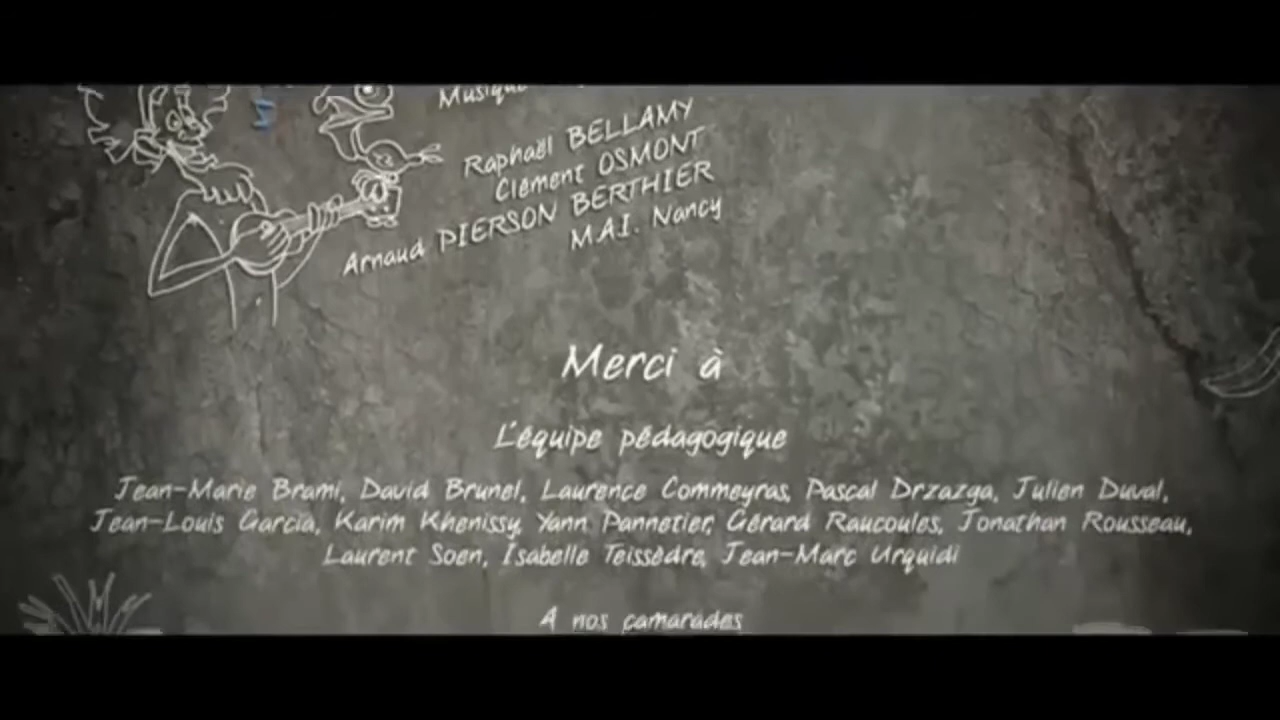 Musique
Raphaël BELLAMY
Clément OSMONT
Arnaud PIERSON BERTHIER
M.A.I. Nancy
Merci à
L'équipe pédagogique
Jean-Marie Brami, David Brunel, Laurence Commeyras, Pascal Drzazga, Julien Duval,
Jean-Louis Garcia, Karim Khenissy, Yann Pannetier, Gérard Raucoules, Jonathan Rousseau,
Laurent Soen, Isabelle Teissèdre, Jean-Marc Urquidi
A nos camarades